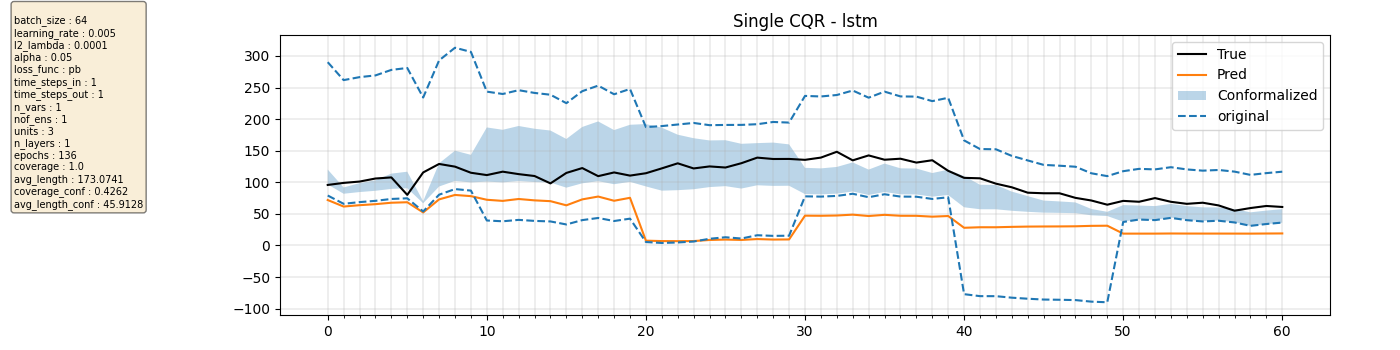 batch_size : 64
learning_rate : 0.005
l2_lambda : 0.0001
alpha : 0.05
loss_func : pb
time_steps_in : 1
time_steps_out : 1
n_vars : 1
nof_ens : 1
units : 3
n_layers : 1
epochs : 136
coverage : 1.0
avg_length : 173.0741
coverage_conf : 0.4262
avg_length_conf : 45.9128
Single CQR - lstm
300
250
200
150
100
50
0
−50
−100
True
Pred
Conformalized
original
0 10 20 30 40 50 60